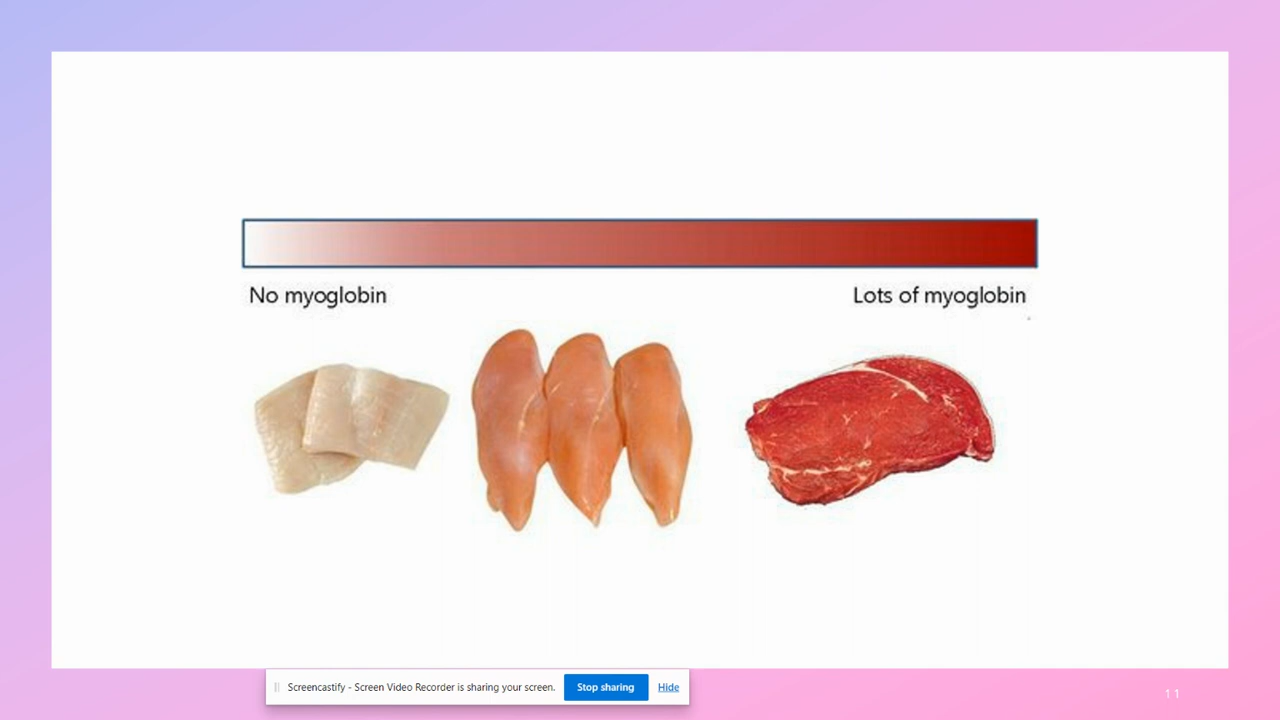 No myoglobin
Lots of myoglobin
Screencastify - Screen Video Recorder is sharing your screen.
Stop sharing
Hide
11